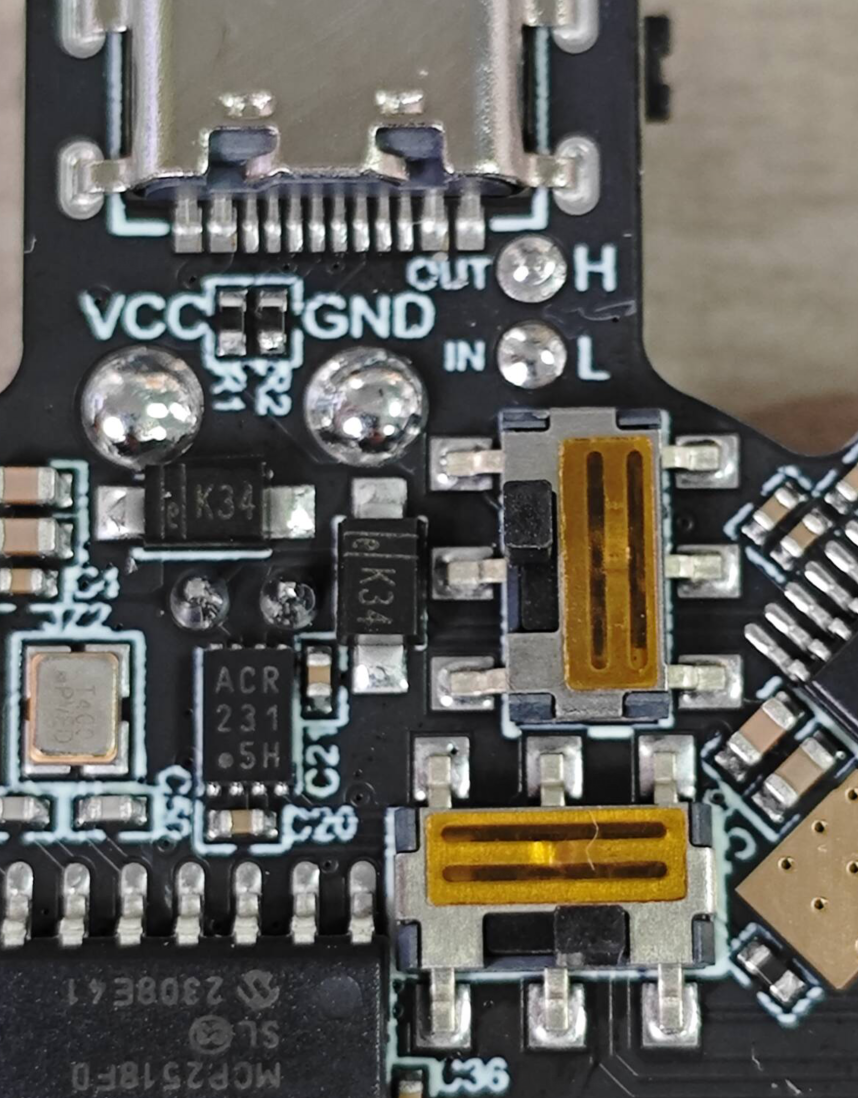 OUT H
VCC GND
IN L
R1 R2
K34
K34
C1
ACR
231
5H
C21
C20
2308E41
SL
MCP2518FD
C36